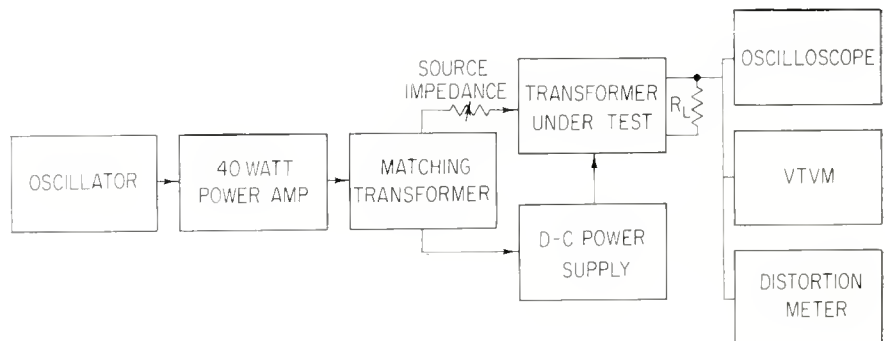 OSCILLATOR
40 WATT
POWER AMP
MATCHING
TRANSFORMER
SOURCE
IMPEDANCE
TRANSFORMER
UNDER TEST
D-C POWER
SUPPLY
RL
OSCILLOSCOPE
VTVM
DISTORTION
METER